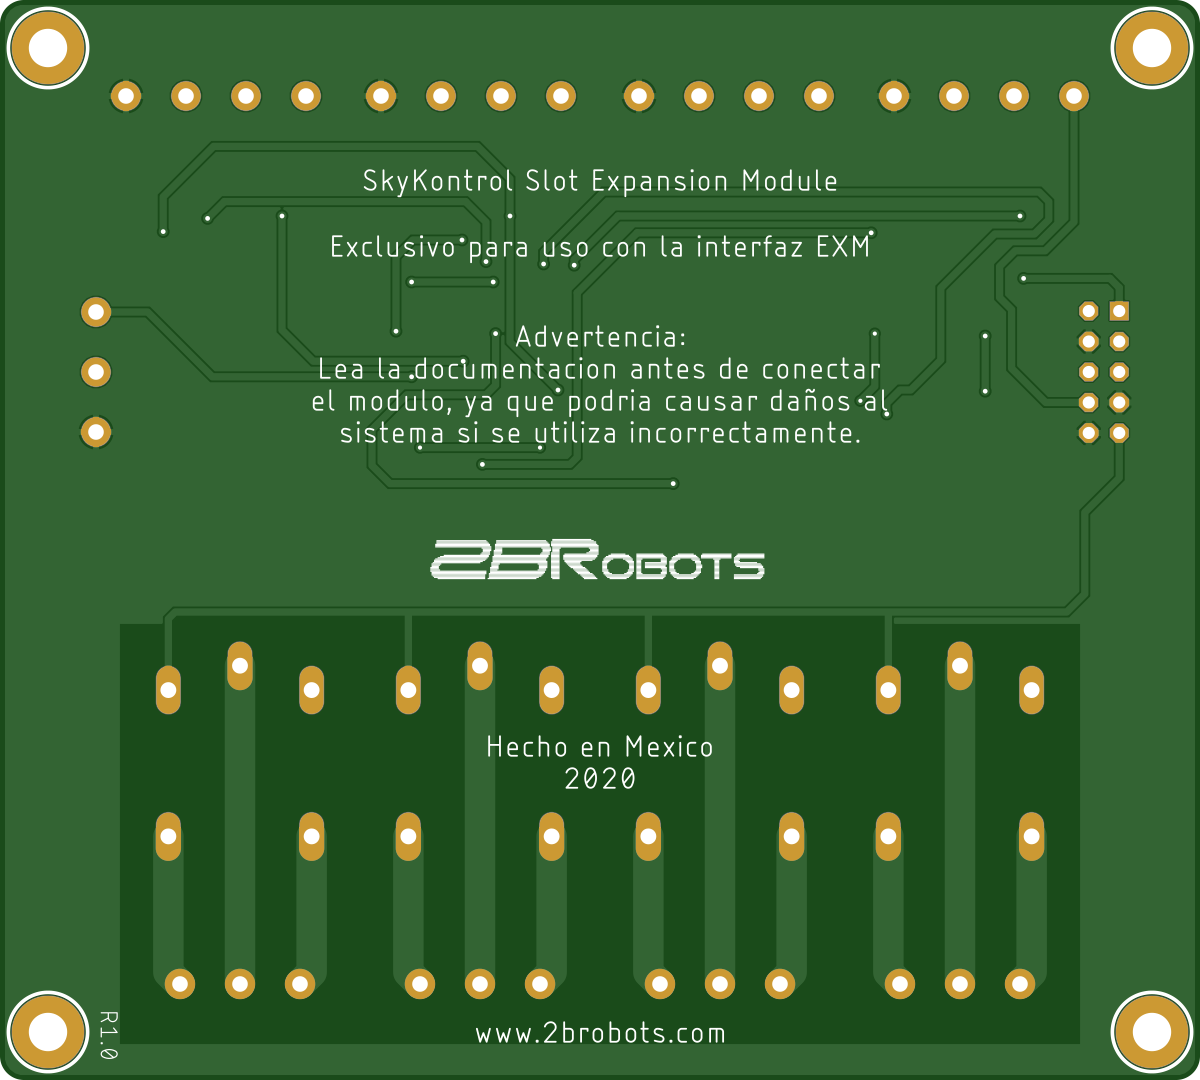 SkyKontrol Slot Expansion Module
Exclusivo para uso con la interfaz EXM
Advertencia:
Lea la documentacion antes de conectar
el modulo, ya que podria causar daños al
sistema si se utiliza incorrectamente.
2BRobots
Hecho en Mexico
2020
R1.0
www.2brobots.com